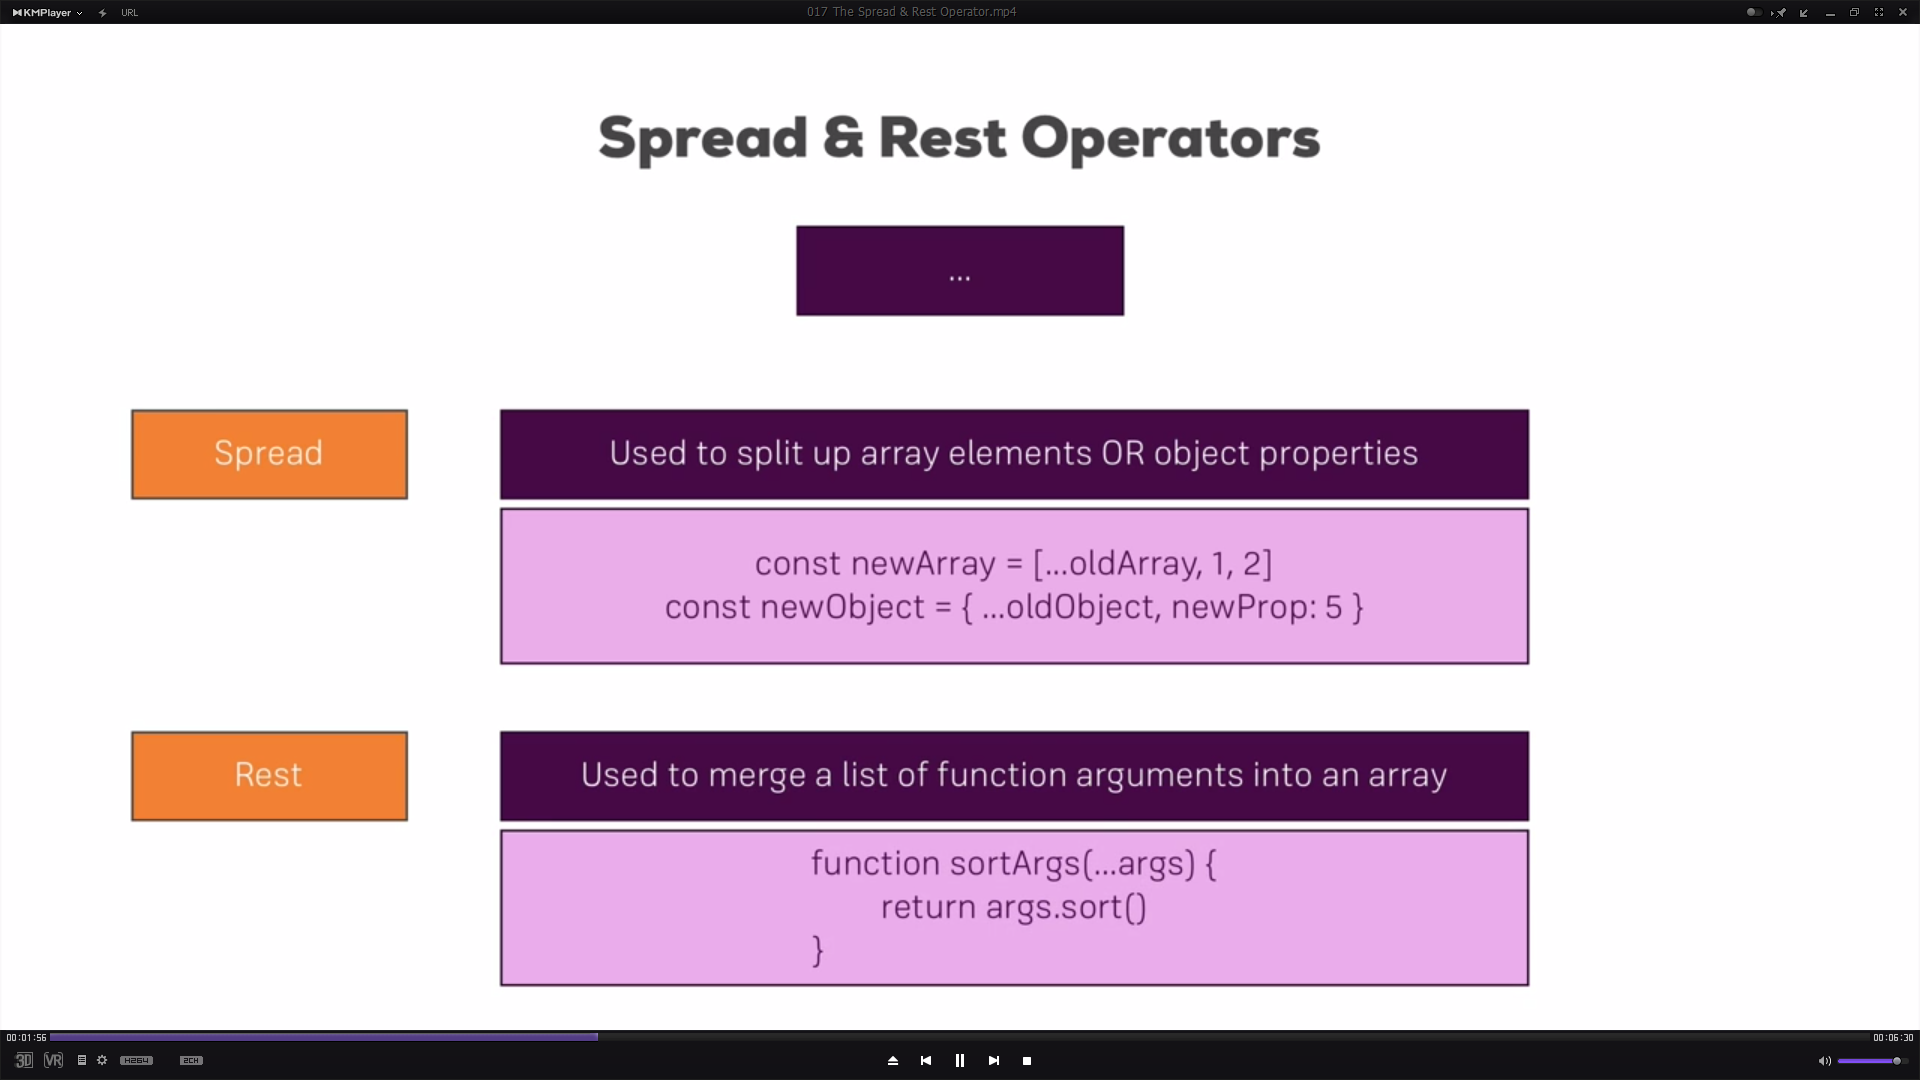 KMPlayer
URL
017 The Spread & Rest Operator.mp4
Spread & Rest Operators
...
Spread
Used to split up array elements OR object properties
const newArray = [...oldArray, 1, 2]
const newObject = { ...oldObject, newProp: 5 }
Rest
Used to merge a list of function arguments into an array
function sortArgs(...args) {
return args.sort()
}
00:01:56
00:06:30
3D
VR
H264
2CH